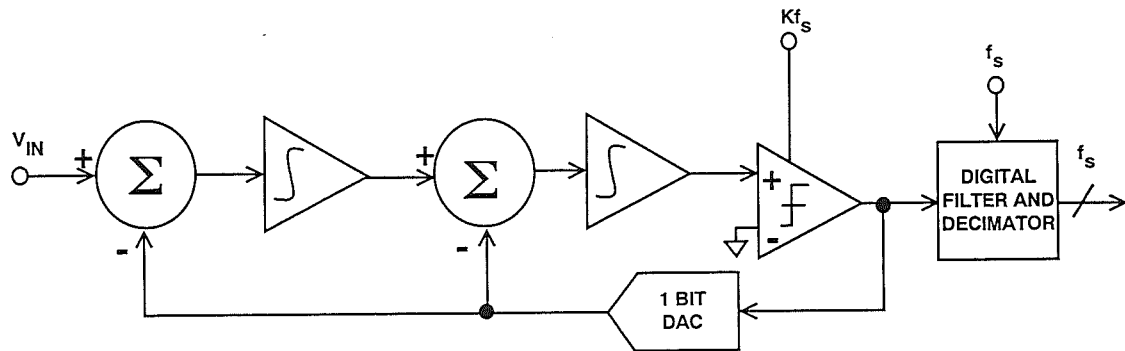 Kfs
fs
VIN
+
Σ
-
∫
+
Σ
-
∫
+
-
DIGITAL
FILTER AND
DECIMATOR
fs
1 BIT
DAC